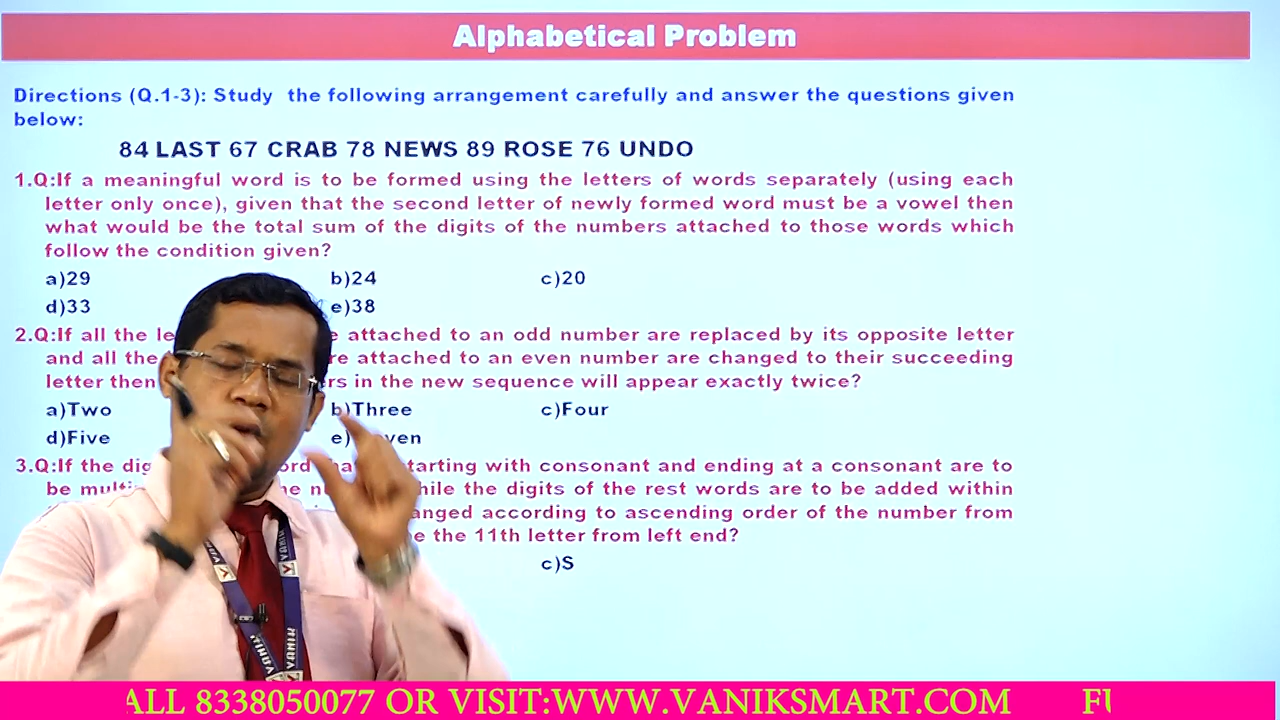 Alphabetical Problem
Directions (Q.1-3): Study the following arrangement carefully and answer the questions given
below:
84 LAST 67 CRAB 78 NEWS 89 ROSE 76 UNDO
1.Q:If a meaningful word is to be formed using the letters of words separately (using each
letter only once), given that the second letter of newly formed word must be a vowel then
what would be the total sum of the digits of the numbers attached to those words which
follow the condition given?
a)29 b)24 c)20
d)33 e)38
2.Q:If all the attached to an odd number are replaced by its opposite letter
and all the attached to an even number are changed to their succeeding
letter then in the new sequence will appear exactly twice?
a)Two b)Three c)Four
d)Five e)
3.Q:If the starting with consonant and ending at a consonant are to
be the digits of the rest words are to be added within
according to ascending order of the number from
the 11th letter from left end?
c)S
VANIK
VANIK
ALL 8338050077 OR VISIT:WWW.VANIKSMART.COM